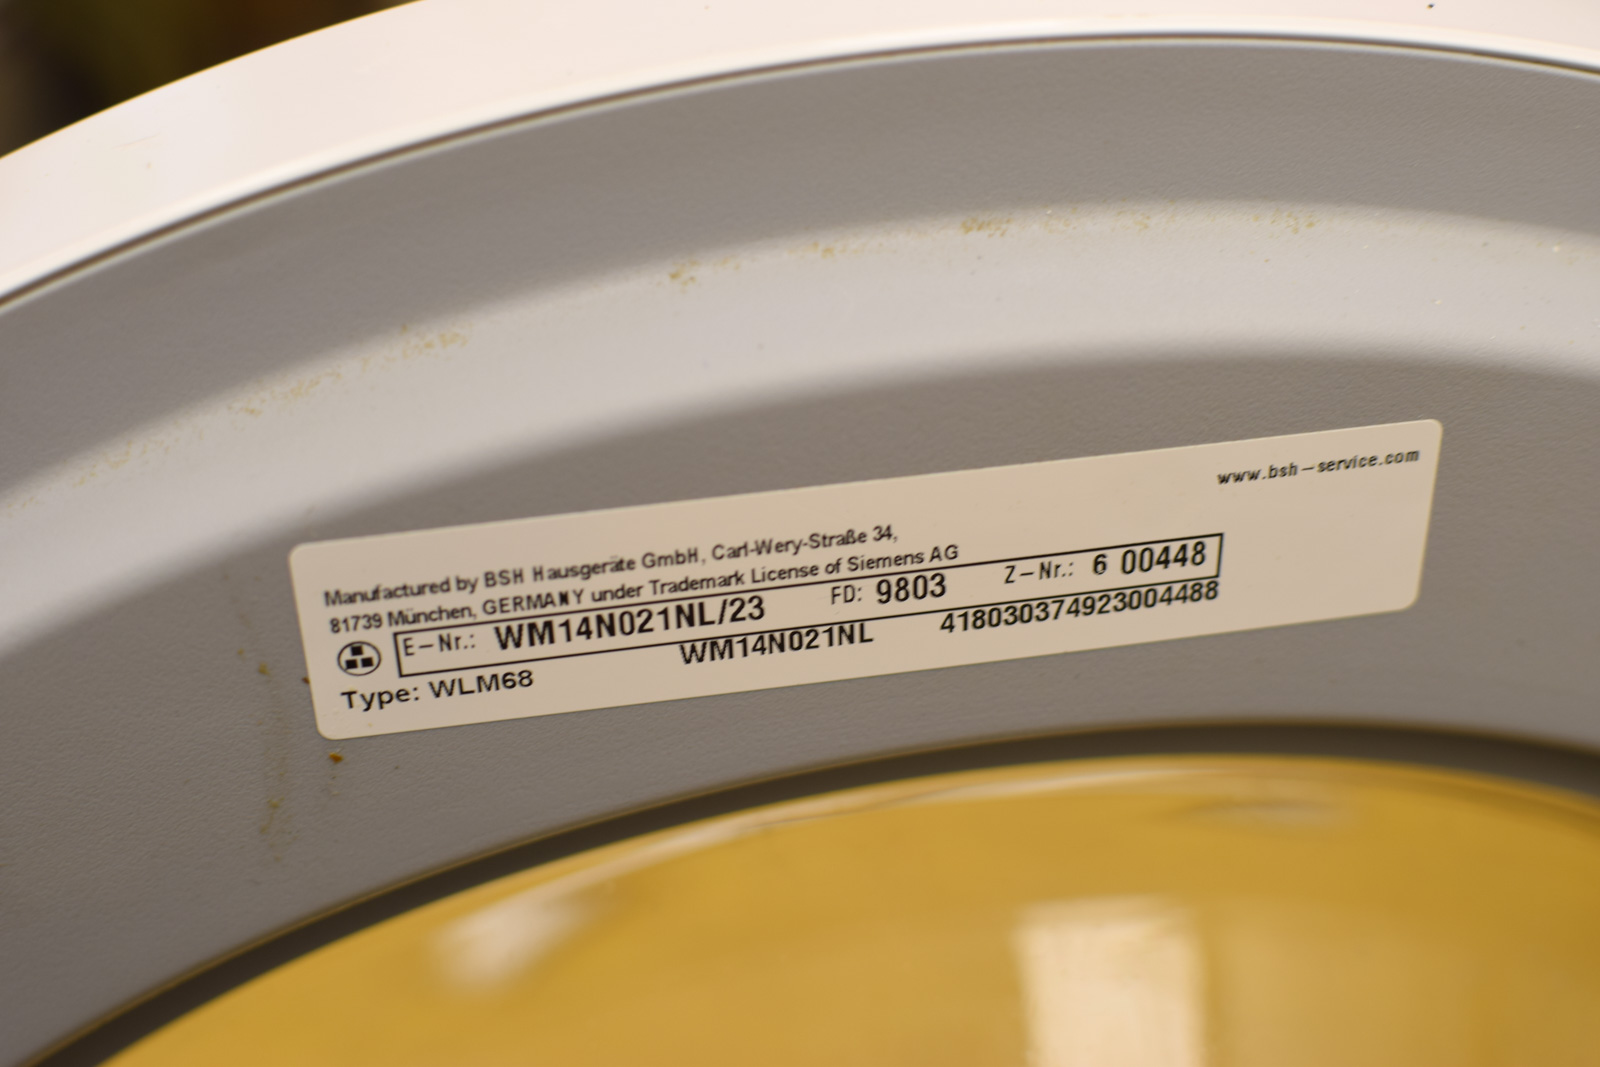 www.bsh-service.com
Manufactured by BSH Hausgeräte GmbH, Carl-Wery-Straße 34,
81739 München, GERMANY under Trademark License of Siemens AG
E-Nr.: WM14N021NL/23 FD: 9803 Z-Nr.: 6 00448
Type: WLM68 WM14N021NL 418030374923004488